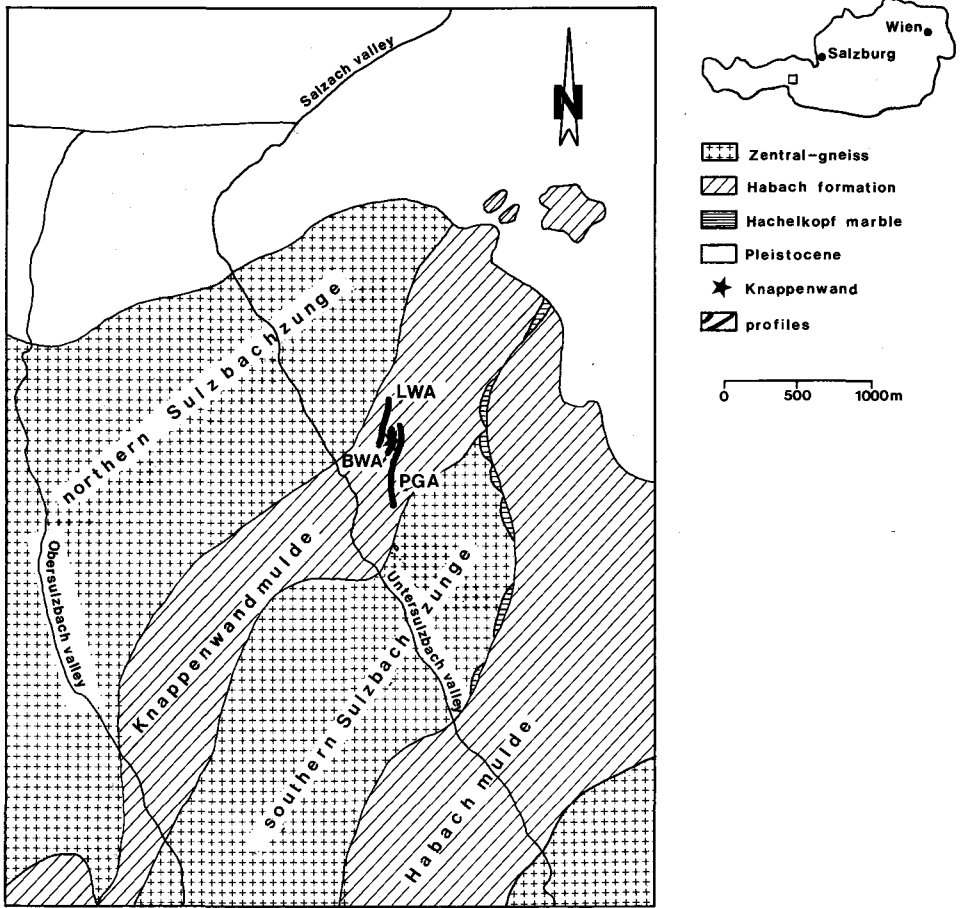 Salzach valley
N
northern Sulzbachzunge
LWA
BWA
PGA
Obersulzbach valley
Knappenwandmulde
Untersulzbach valley
southern Sulzbachzunge
Habach mulde
Wien
Salzburg
Zentral-gneiss
Habach formation
Hachelkopf marble
Pleistocene
Knappenwand
profiles
0 500 1000m